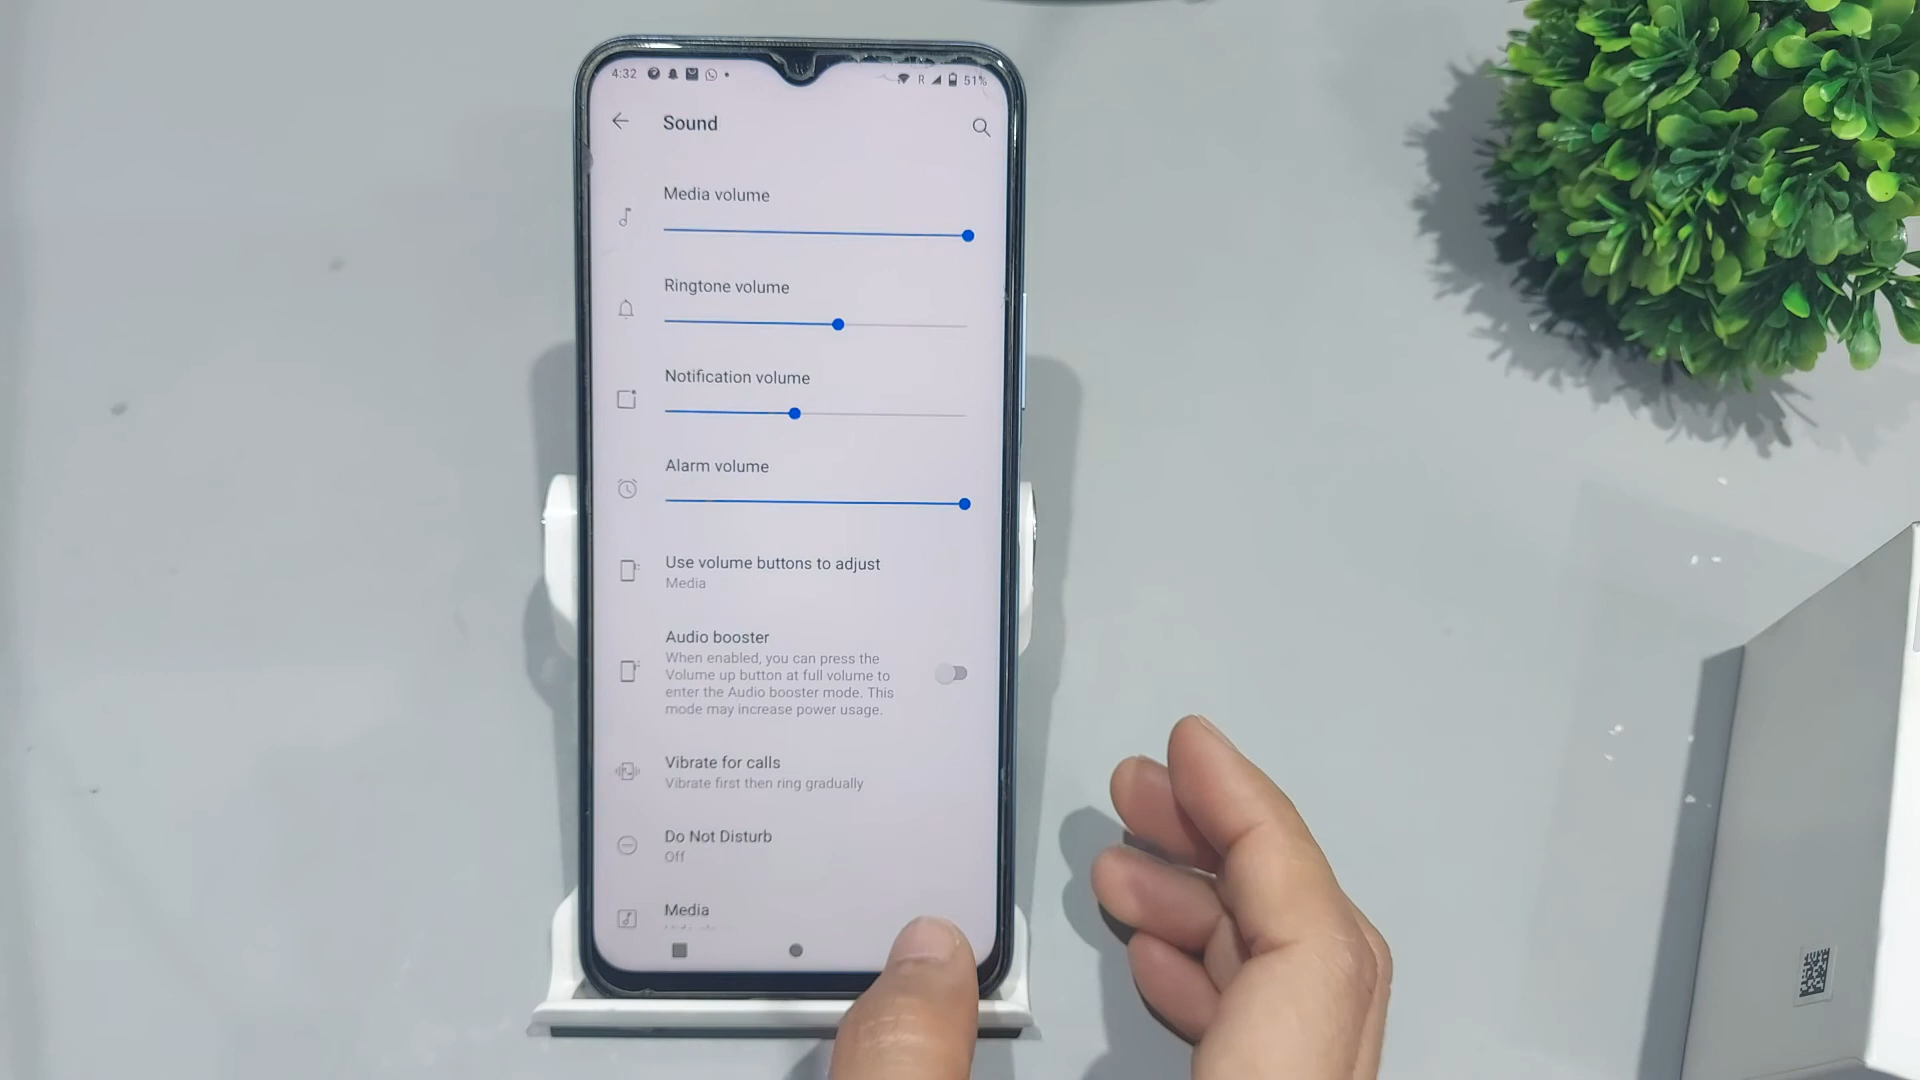 4:32
R 51%
Sound
Media volume
Ringtone volume
Notification volume
Alarm volume
Use volume buttons to adjust
Media
Audio booster
When enabled, you can press the
Volume up button at full volume to
enter the Audio booster mode. This
mode may increase power usage.
Vibrate for calls
Vibrate first then ring gradually
Do Not Disturb
Off
Media